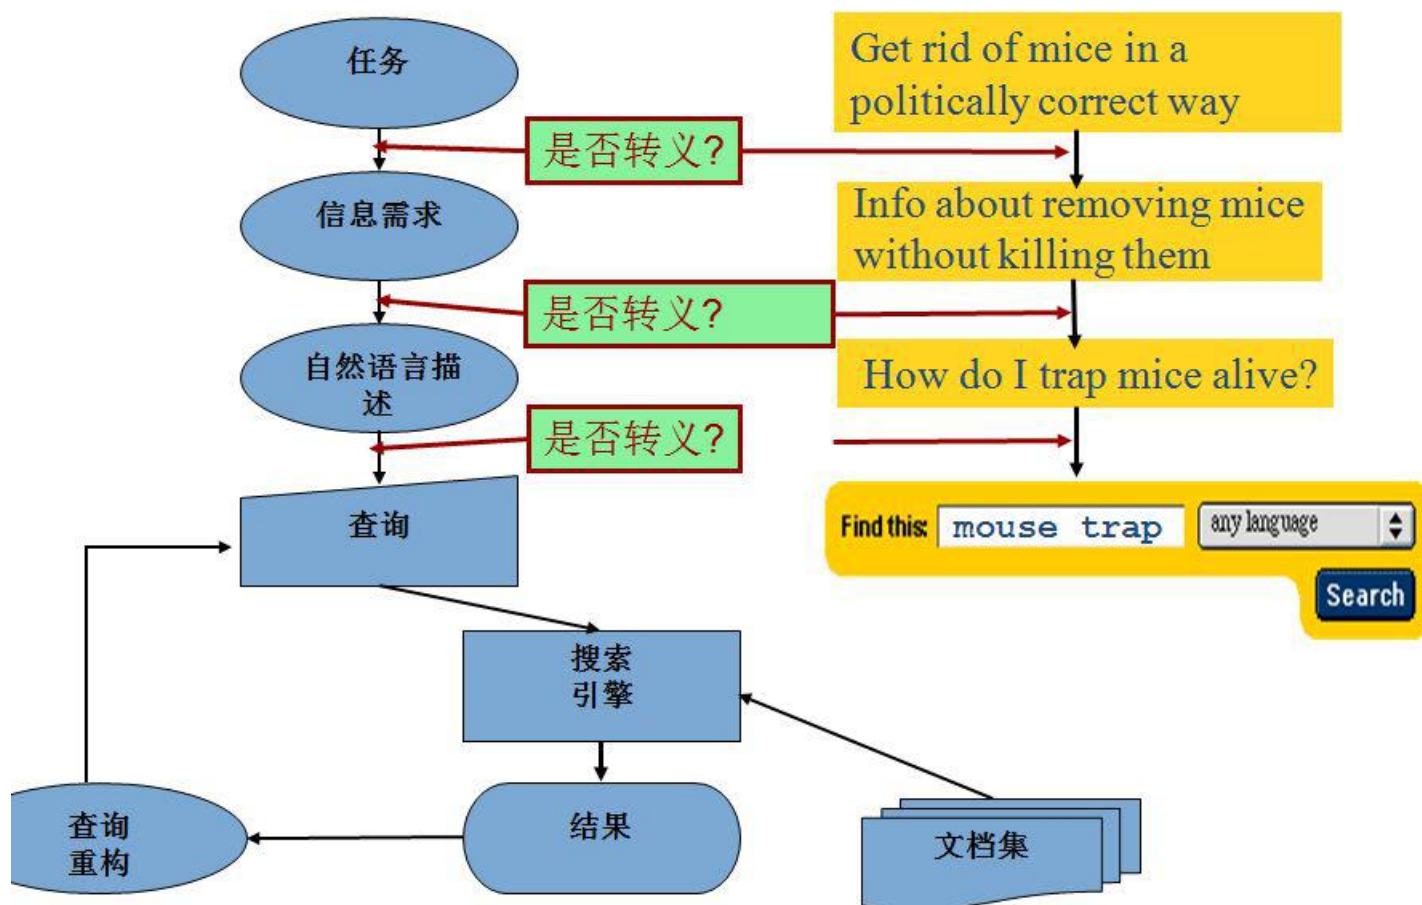 任务
Get rid of mice in a
politically correct way
是否转义?
信息需求
Info about removing mice
without killing them
是否转义?
自然语言描
述
How do I trap mice alive?
是否转义?
查询
Find this: mouse trap any language
Search
搜索
引擎
查询
重构
结果
文档集